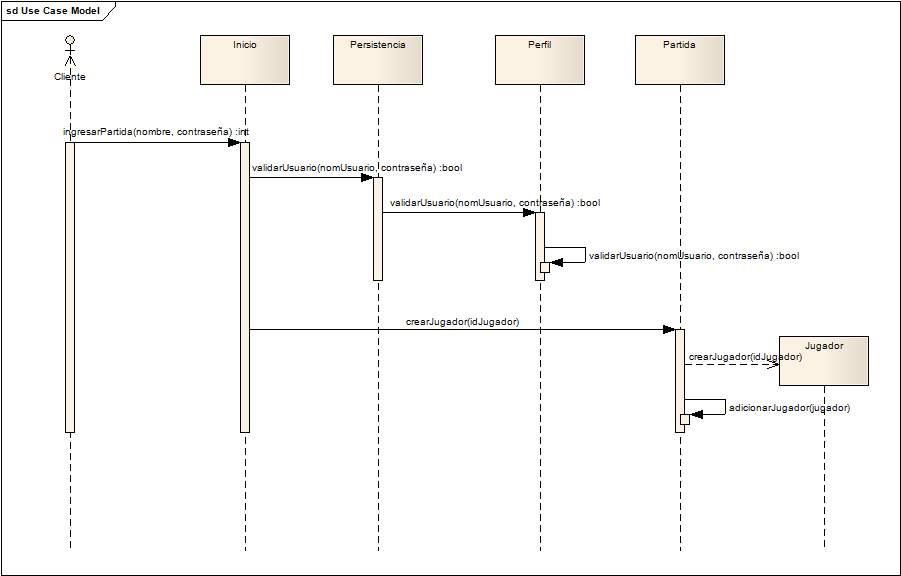 sd Use Case Model
Cliente
Inicio
Persistencia
Perfil
Partida
ingresarPartida(nombre, contraseña) :int
validarUsuario(nomUsuario, contraseña) :bool
validarUsuario(nomUsuario, contraseña) :bool
validarUsuario(nomUsuario, contraseña) :bool
crearJugador(idJugador)
Jugador
crearJugador(idJugador)
adicionarJugador(jugador)